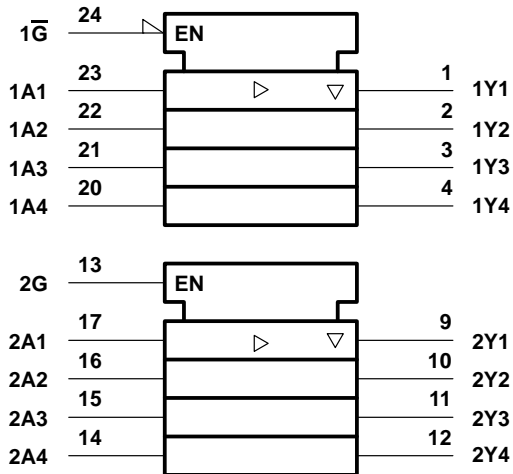 1G̅ 24 EN
1A1 23 1 1Y1
1A2 22 2 1Y2
1A3 21 3 1Y3
1A4 20 4 1Y4
2G 13 EN
2A1 17 9 2Y1
2A2 16 10 2Y2
2A3 15 11 2Y3
2A4 14 12 2Y4